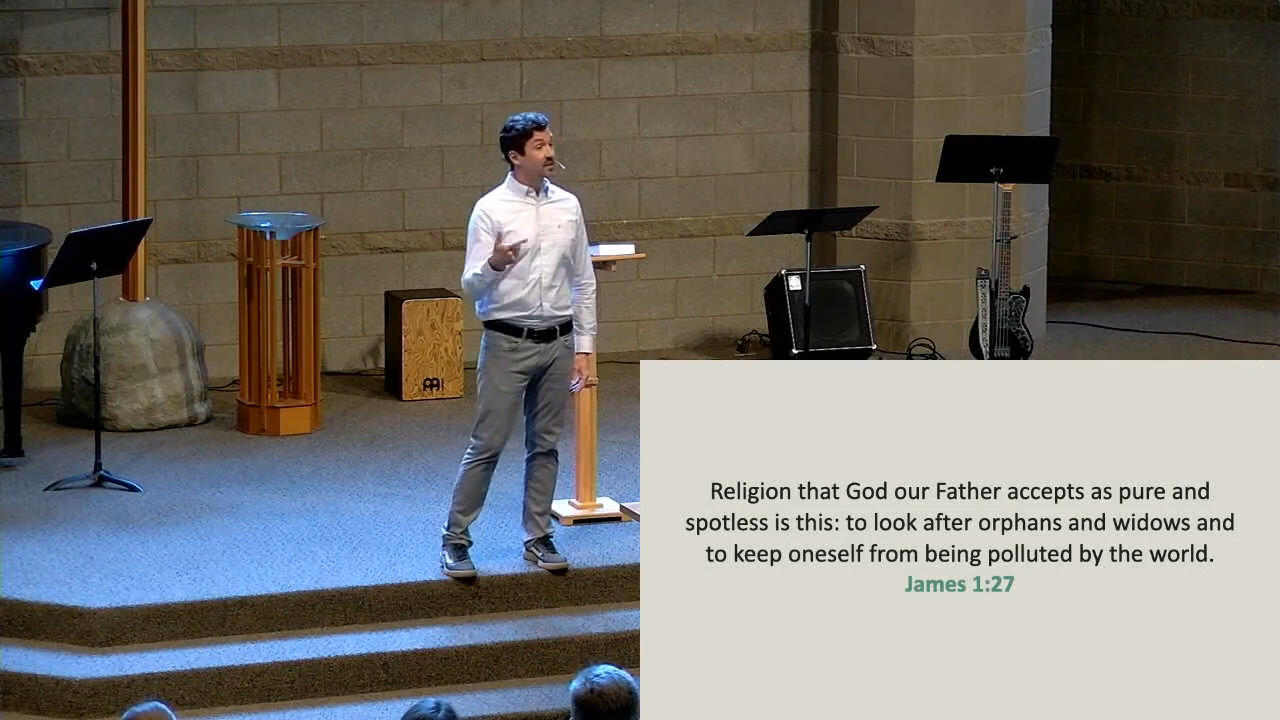 Religion that God our Father accepts as pure and
spotless is this: to look after orphans and widows and
to keep oneself from being polluted by the world.
James 1:27